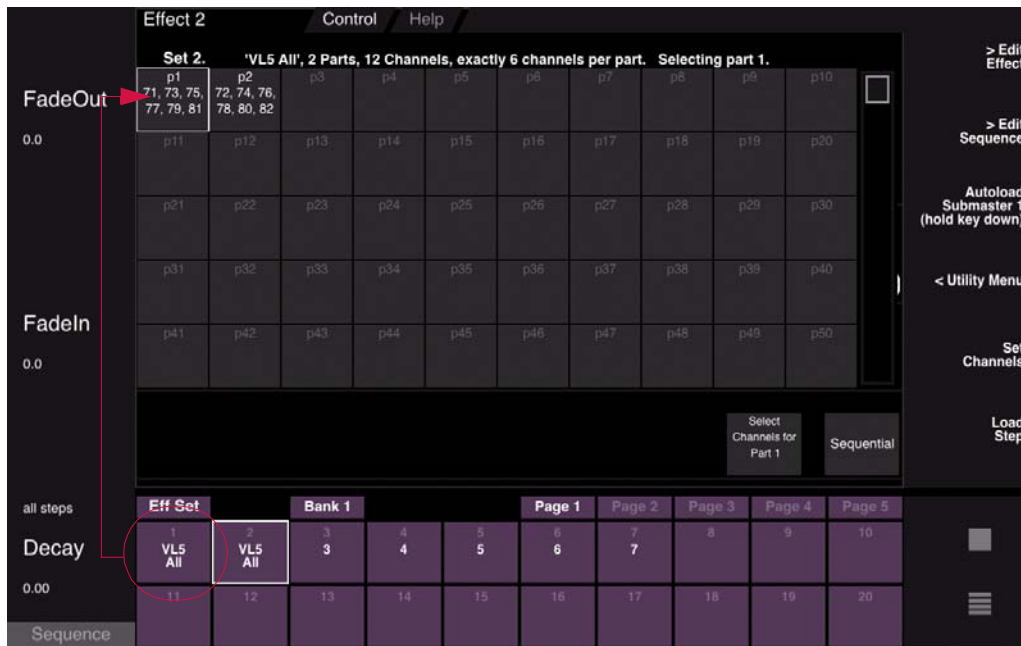 Effect 2 Control Help
Set 2. 'VL5 All', 2 Parts, 12 Channels, exactly 6 channels per part. Selecting part 1.
FadeOut
0.0
FadeIn
0.0
all steps
Decay
0.00
Sequence
p1 p2 p3 p4 p5 p6 p7 p8 p9 p10
71, 73, 75, 72, 74, 76,
77, 79, 81 78, 80, 82
p11 p12 p13 p14 p15 p16 p17 p18 p19 p20
p21 p22 p23 p24 p25 p26 p27 p28 p29 p30
p31 p32 p33 p34 p35 p36 p37 p38 p39 p40
p41 p42 p43 p44 p45 p46 p47 p48 p49 p50
Select
Channels for
Part 1
Sequential
Eff Set Bank 1 Page 1 Page 2 Page 3 Page 4 Page 5
1 2 3 4 5 6 7 8 9 10
VL5 VL5 3 4 5 6 7
All All
11 12 13 14 15 16 17 18 19 20
> Edit
Effect
> Edit
Sequence
Autoload
Submaster 1
(hold key down)
< Utility Menu
Set
Channels
Load
Step